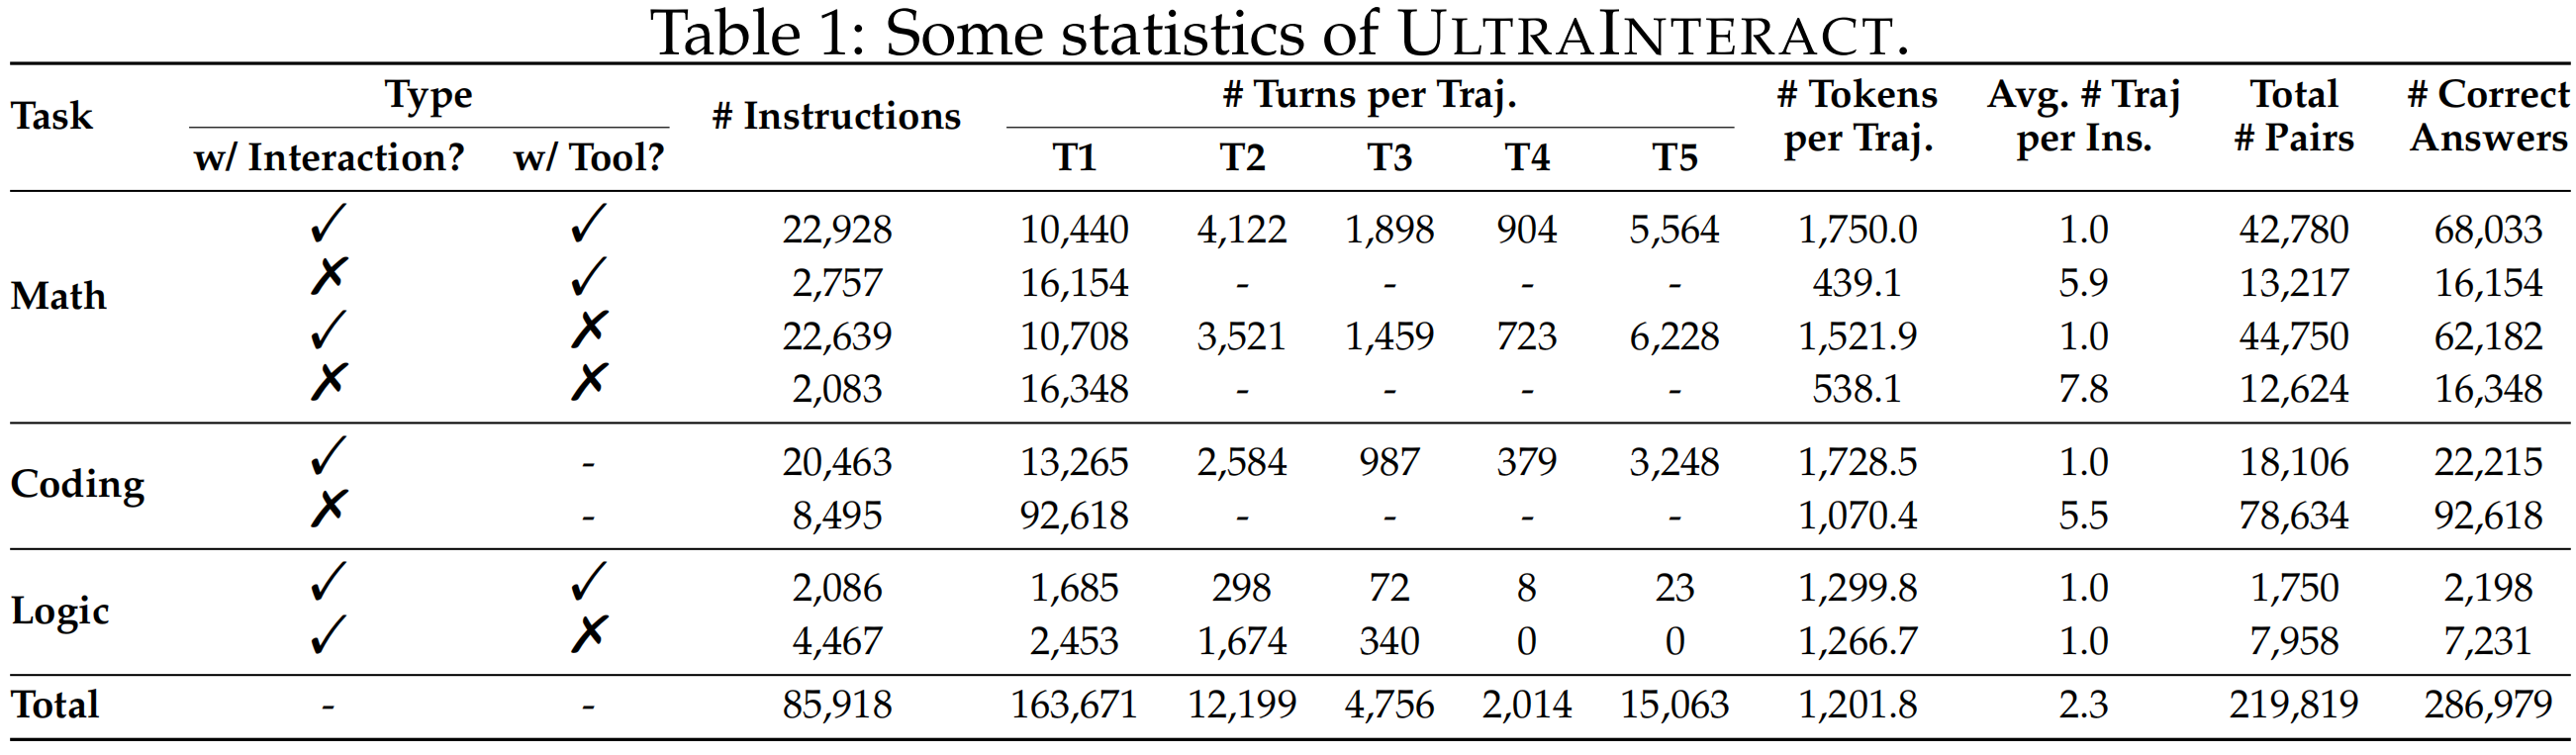 Table 1: Some statistics of ULTRAINTERACT.
Task Type # Instructions # Turns per Traj. # Tokens per Traj. Avg. # Traj per Ins. Total # Pairs # Correct Answers
w/ Interaction? w/ Tool? T1 T2 T3 T4 T5
Math ✓ ✓ 22,928 10,440 4,122 1,898 904 5,564 1,750.0 1.0 42,780 68,033
✗ ✓ 2,757 16,154 - - - - 439.1 5.9 13,217 16,154
✓ ✗ 22,639 10,708 3,521 1,459 723 6,228 1,521.9 1.0 44,750 62,182
✗ ✗ 2,083 16,348 - - - - 538.1 7.8 12,624 16,348
Coding ✓ - 20,463 13,265 2,584 987 379 3,248 1,728.5 1.0 18,106 22,215
✗ - 8,495 92,618 - - - - 1,070.4 5.5 78,634 92,618
Logic ✓ ✓ 2,086 1,685 298 72 8 23 1,299.8 1.0 1,750 2,198
✓ ✗ 4,467 2,453 1,674 340 0 0 1,266.7 1.0 7,958 7,231
Total - - 85,918 163,671 12,199 4,756 2,014 15,063 1,201.8 2.3 219,819 286,979